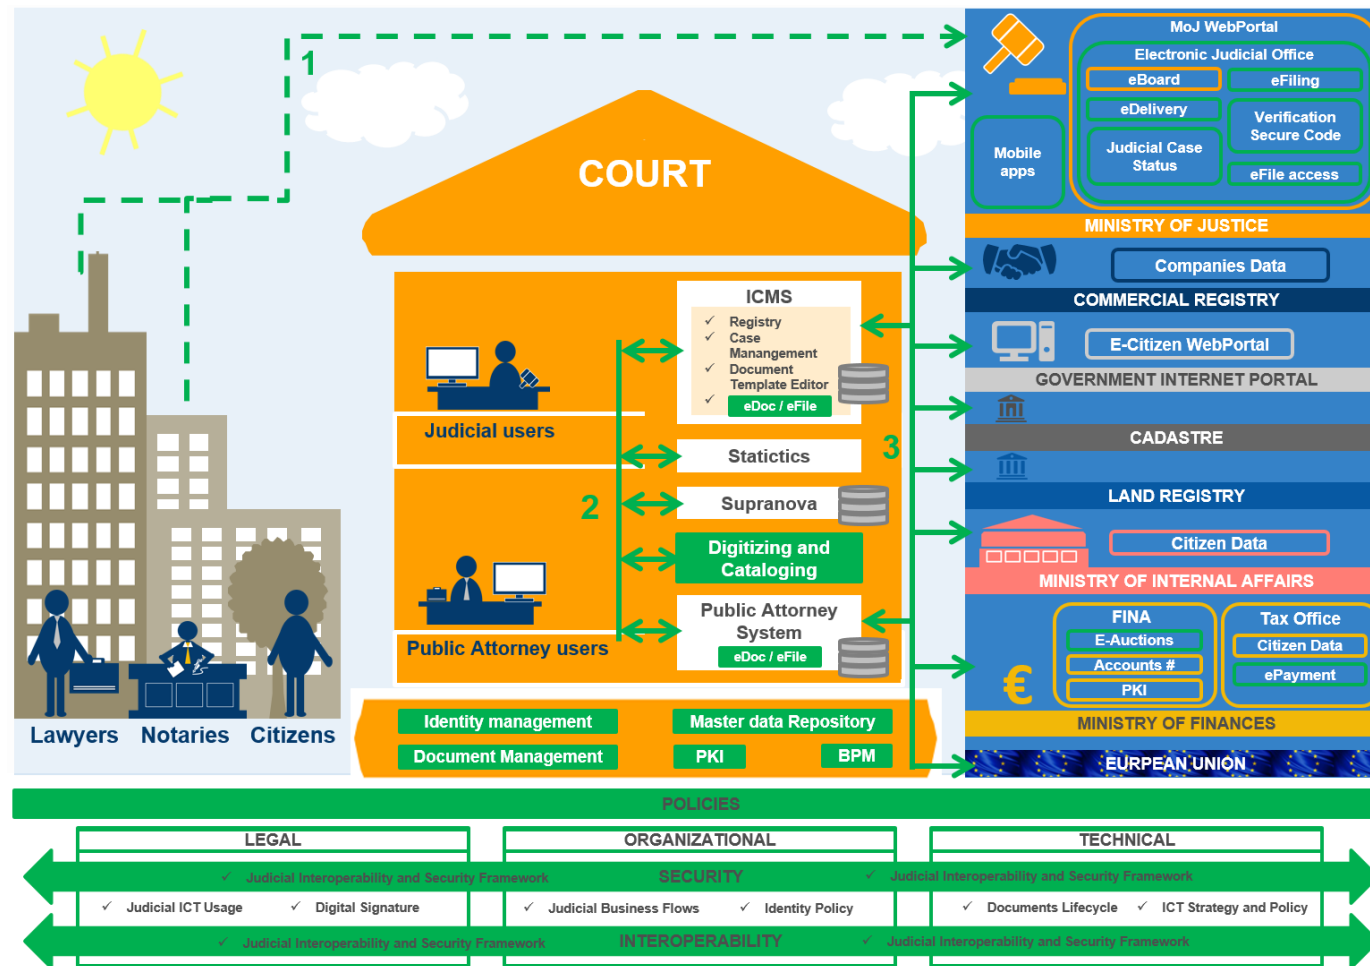 1
MoJ WebPortal
Electronic Judicial Office
eBoard
eFiling
eDelivery
Verification
Secure Code
Judicial Case
Status
eFile access
Mobile
apps
MINISTRY OF JUSTICE
Companies Data
COMMERCIAL REGISTRY
E-Citizen WebPortal
GOVERNMENT INTERNET PORTAL
CADASTRE
LAND REGISTRY
Citizen Data
MINISTRY OF INTERNAL AFFAIRS
FINA
E-Auctions
Accounts #
PKI
Tax Office
Citizen Data
ePayment
€
MINISTRY OF FINANCES
EURPEAN UNION
COURT
ICMS
✓ Registry
✓ Case
Manangement
✓ Document
Template Editor
✓ eDoc / eFile
Judicial users
Statictics
3
2
Supranova
Digitizing and
Cataloging
Public Attorney
System
eDoc / eFile
Public Attorney users
Lawyers
Notaries
Citizens
Identity management
Master data Repository
Document Management
PKI
BPM
POLICIES
LEGAL
ORGANIZATIONAL
TECHNICAL
✓ Judicial Interoperability and Security Framework
SECURITY
✓ Judicial Interoperability and Security Framework
✓ Judicial ICT Usage
✓ Digital Signature
✓ Judicial Business Flows
✓ Identity Policy
✓ Documents Lifecycle
✓ ICT Strategy and Policy
✓ Judicial Interoperability and Security Framework
INTEROPERABILITY
✓ Judicial Interoperability and Security Framework